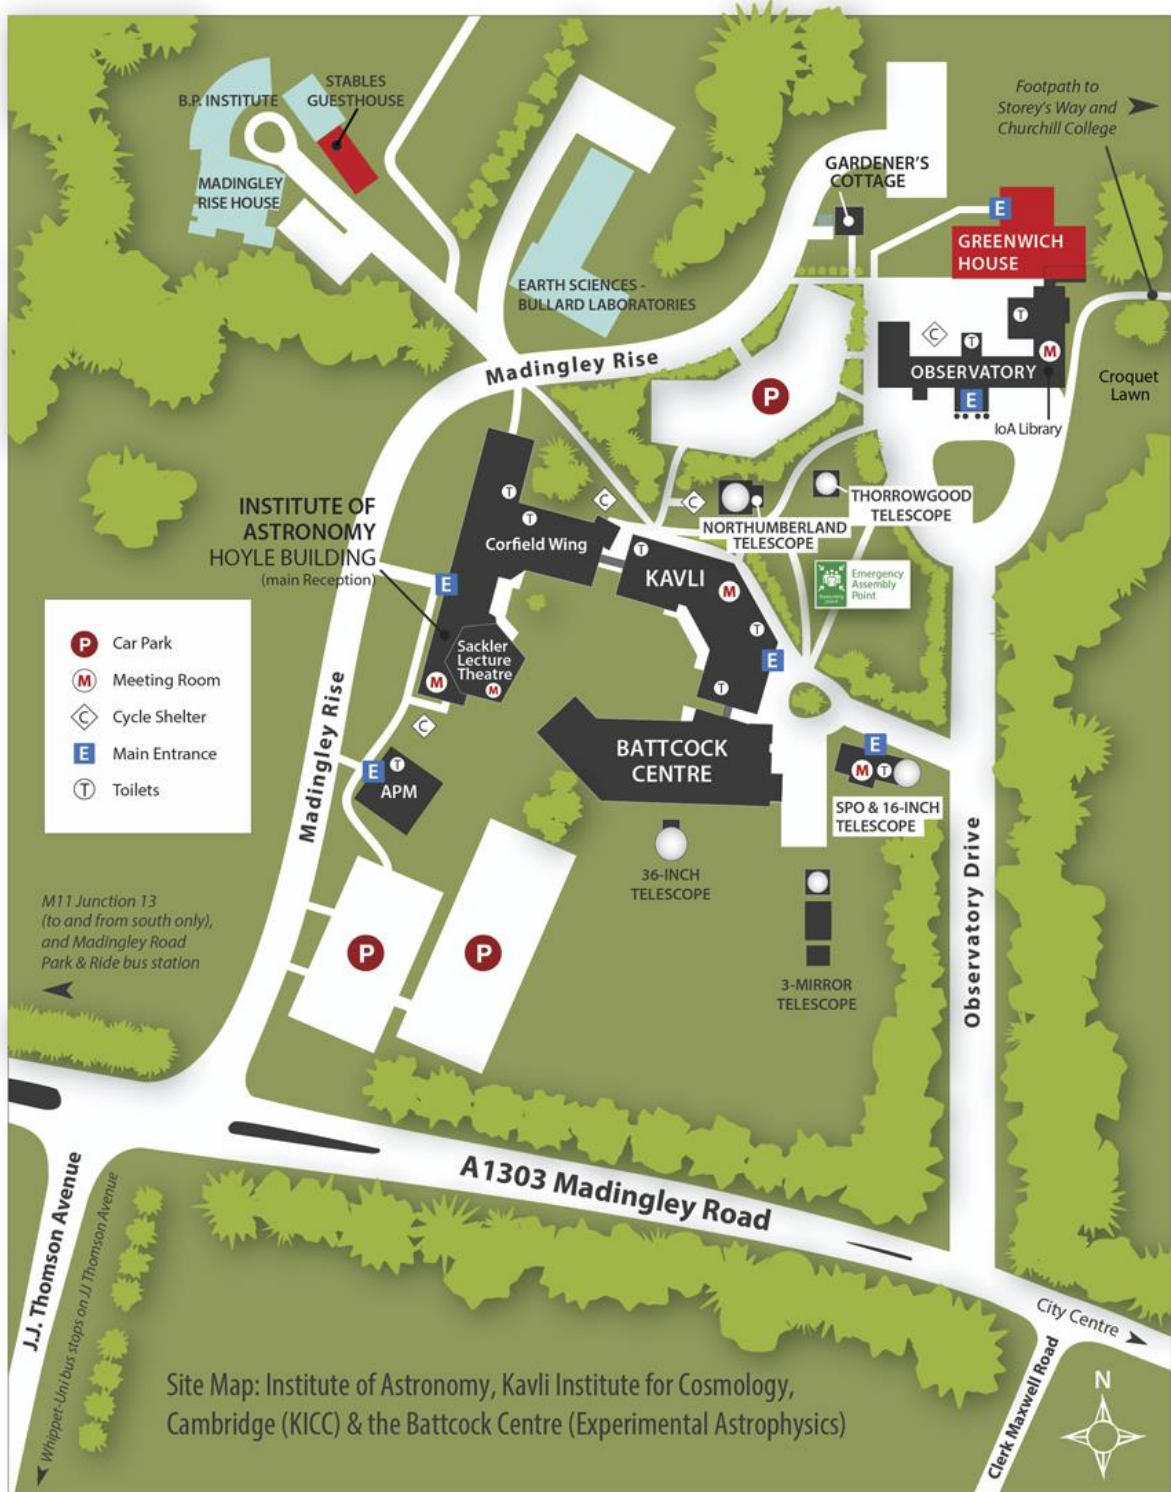 B.P. INSTITUTE
STABLES
GUESTHOUSE
MADINGLEY
RISE HOUSE
EARTH SCIENCES -
BULLARD LABORATORIES
Footpath to
Storey's Way and
Churchill College
GARDENER'S
COTTAGE
E
GREENWICH
HOUSE
Madingley Rise
P
C
T
T
M
OBSERVATORY
E
IoA Library
Croquet
Lawn
INSTITUTE OF
ASTRONOMY
HOYLE BUILDING
(main Reception)
T
T
Corfield Wing
C
C
NORTHUMBERLAND
TELESCOPE
THORROWGOOD
TELESCOPE
Emergency
Assembly
Point
T
KAVLI
M
T
E
T
E
Sackler
Lecture
Theatre
M
M
C
P Car Park
M Meeting Room
C Cycle Shelter
E Main Entrance
T Toilets
Madingley Rise
E
T
APM
BATTCOCK
CENTRE
E
M
T
SPO & 16-INCH
TELESCOPE
36-INCH
TELESCOPE
3-MIRROR
TELESCOPE
Observatory Drive
P
P
M11 Junction 13
(to and from south only),
and Madingley Road
Park & Ride bus station
A1303 Madingley Road
J.J. Thomson Avenue
Whippet-Uni bus stops on JJ Thomson Avenue
City Centre
Clerk Maxwell Road
N
Site Map: Institute of Astronomy, Kavli Institute for Cosmology,
Cambridge (KICC) & the Battcock Centre (Experimental Astrophysics)